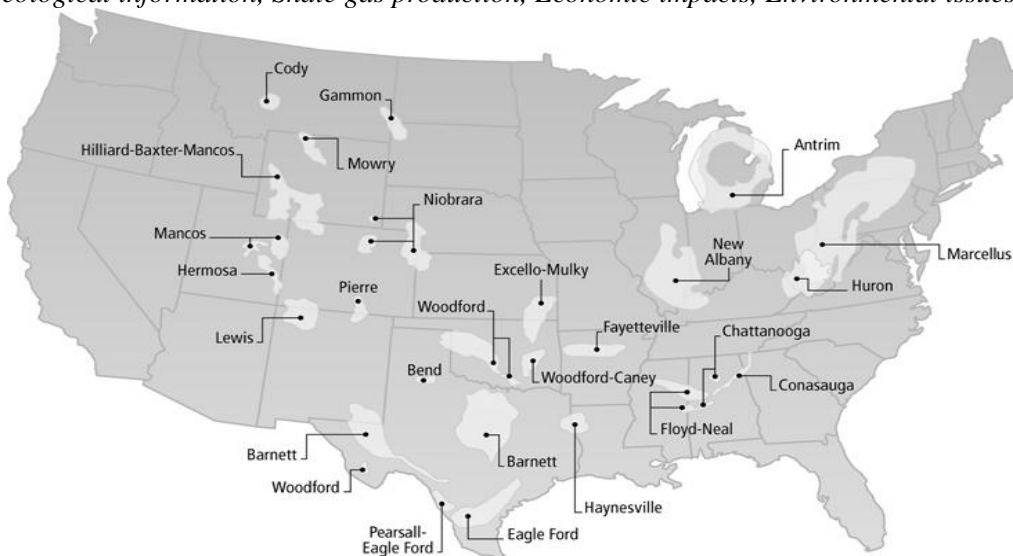 ecological information, Shale gas production, Economic impacts, Environmental issues
Cody
Gammon
Hilliard-Baxter-Mancos
Mowry
Antrim
Niobrara
Mancos
New
Albany
Marcellus
Hermosa
Excello-Mulky
Pierre
Huron
Woodford
Fayetteville
Chattanooga
Lewis
Bend
Woodford-Caney
Conasauga
Floyd-Neal
Barnett
Barnett
Woodford
Haynesville
Pearsall-
Eagle Ford
Eagle Ford